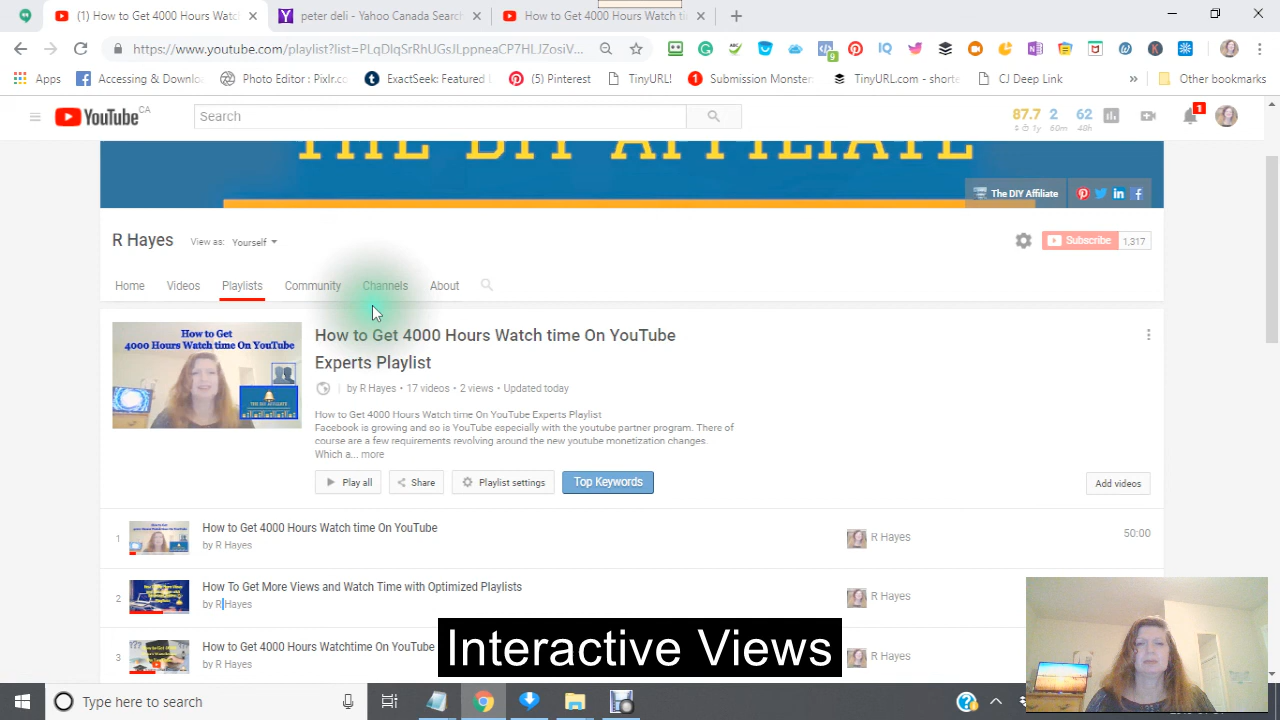 (1) How to Get 4000 Hours Watch
peter deli - Yahoo Canada Search
How to Get 4000 Hours Watch tim
https://www.youtube.com/playlist?list=PLqDlqSrRhUGsJLppneaCP7HLJZosiV...
9
Apps
Accessing & Downlo
Photo Editor : Pixlr.co
ExactSeek: Featured L
(5) Pinterest
TinyURL!
Submission Monster
TinyURL.com - shorte
CJ Deep Link
Other bookmarks
YouTube CA
Search
87.7 2 62
1y 60m 48h
1
THE DIY AFFILIATE
The DIY Affiliate
R Hayes
View as: Yourself
Subscribe 1,317
Home Videos Playlists Community Channels About
How to Get
4000 Hours Watch time On YouTube
How to Get 4000 Hours Watch time On YouTube
Experts Playlist
by R Hayes • 17 videos • 2 views • Updated today
How to Get 4000 Hours Watch time On YouTube Experts Playlist
Facebook is growing and so is YouTube especially with the youtube partner program. There of
course are a few requirements revolving around the new youtube monetization changes.
Which a... more
Play all
Share
Playlist settings
Top Keywords
Add videos
1
How to Get 4000 Hours Watch time On YouTube
by R Hayes
R Hayes
50:00
2
How To Get More Views and Watch Time with Optimized Playlists
by R Hayes
R Hayes
3
How to Get 4000 Hours Watchtime On YouTube
by R Hayes
R Hayes
Interactive Views
Type here to search